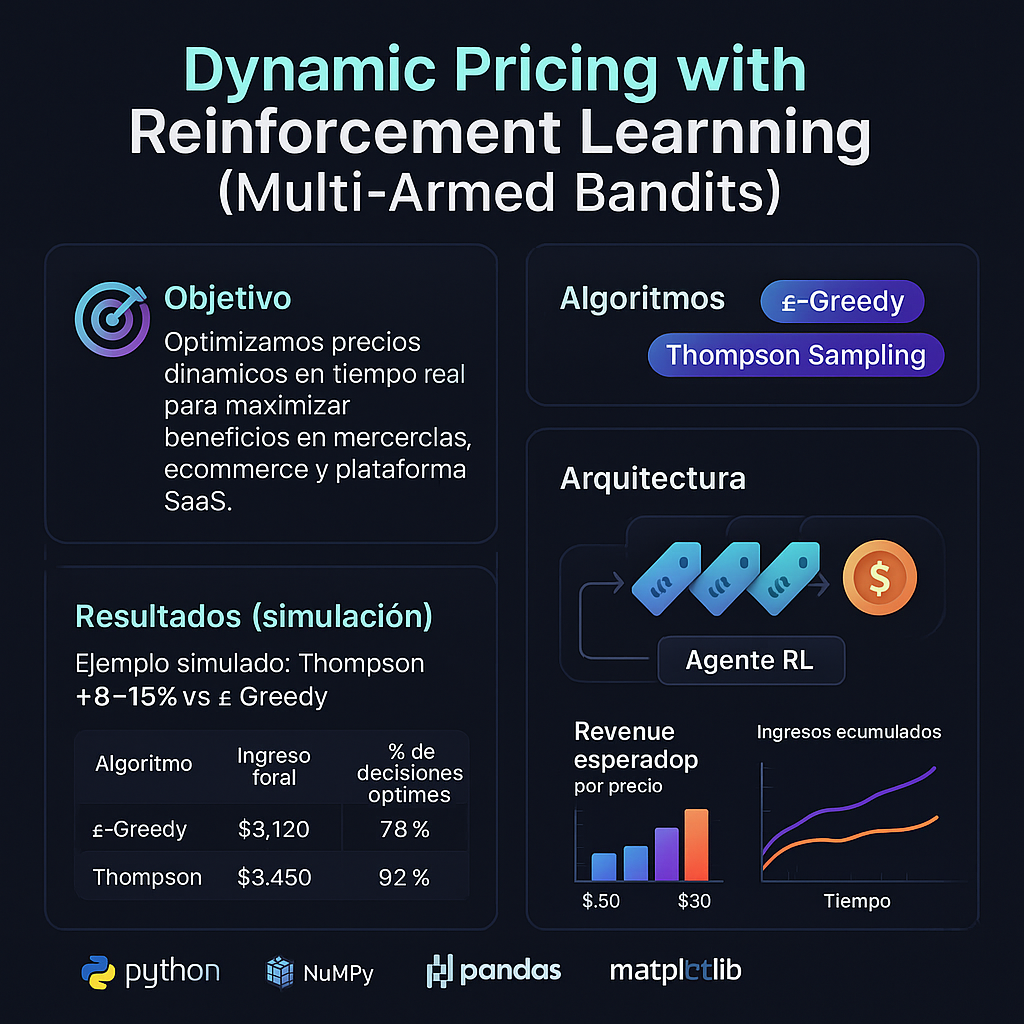 Dynamic Pricing with
Reinforcement Learnning
(Multi-Armed Bandits)
Objetivo
Optimizamos precios
dinamicos en tiempo real
para maximizar
beneficios en mercerclas,
ecommerce y plataforma
SaaS.
Algoritmos
£-Greedy
Thompson Sampling
Resultados (simulación)
Ejemplo simulado: Thompson
+8–15% vs £ Greedy
Algoritmo
Ingreso
foral
% de
decisiones
optimes
£-Greedy $3,120 78 %
Thompson $3.450 92 %
Arquitectura
$
Agente RL
Revenue
esperadop
por precio
$.50 $30
Ingresos ecumulados
Tiempo
python
NuMPy
pandas
matplctlib